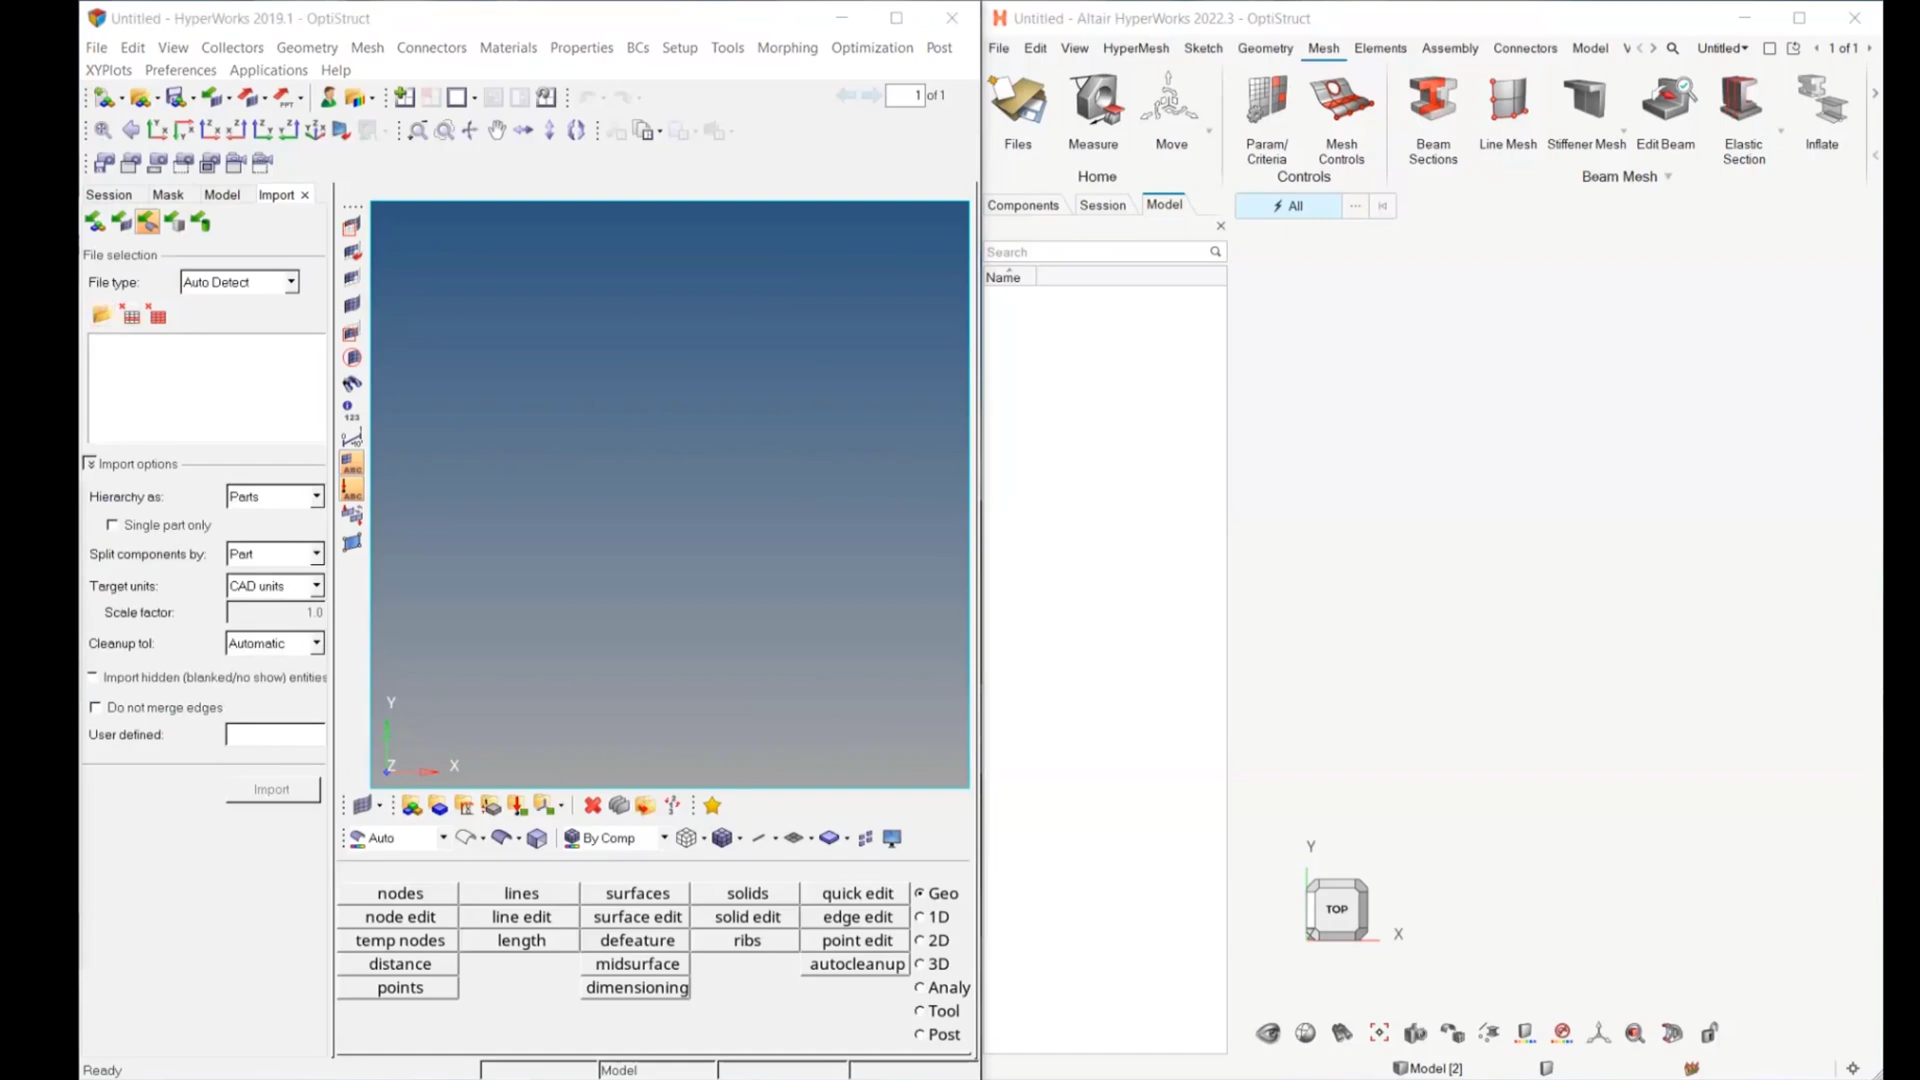 Untitled - HyperWorks 2019.1 - OptiStruct
File Edit View Collectors Geometry Mesh Connectors Materials Properties BCs Setup Tools Morphing Optimization Post
XYPlots Preferences Applications Help
1 of 1
Session Mask Model Import
File selection
File type: Auto Detect
Import options
Hierarchy as: Parts
Single part only
Split components by: Part
Target units: CAD units
Scale factor: 1.0
Cleanup tol: Automatic
Import hidden (blanked/no show) entities
Do not merge edges
User defined:
Import
123
ABC
ABC
Y
Z X
Auto By Comp
nodes lines surfaces solids quick edit Geo
node edit line edit surface edit solid edit edge edit 1D
temp nodes length defeature ribs point edit 2D
distance midsurface autocleanup 3D
points dimensioning Analy
Tool
Post
Ready Model
Untitled - Altair HyperWorks 2022.3 - OptiStruct
File Edit View HyperMesh Sketch Geometry Mesh Elements Assembly Connectors Model V Untitled 1 of 1
Files Measure Move Param/ Criteria Mesh Controls Beam Sections Line Mesh Stiffener Mesh Edit Beam Elastic Section Inflate
Home Controls Beam Mesh
Components Session Model
All ...
Search
Name
Y
TOP
X
Model [2]